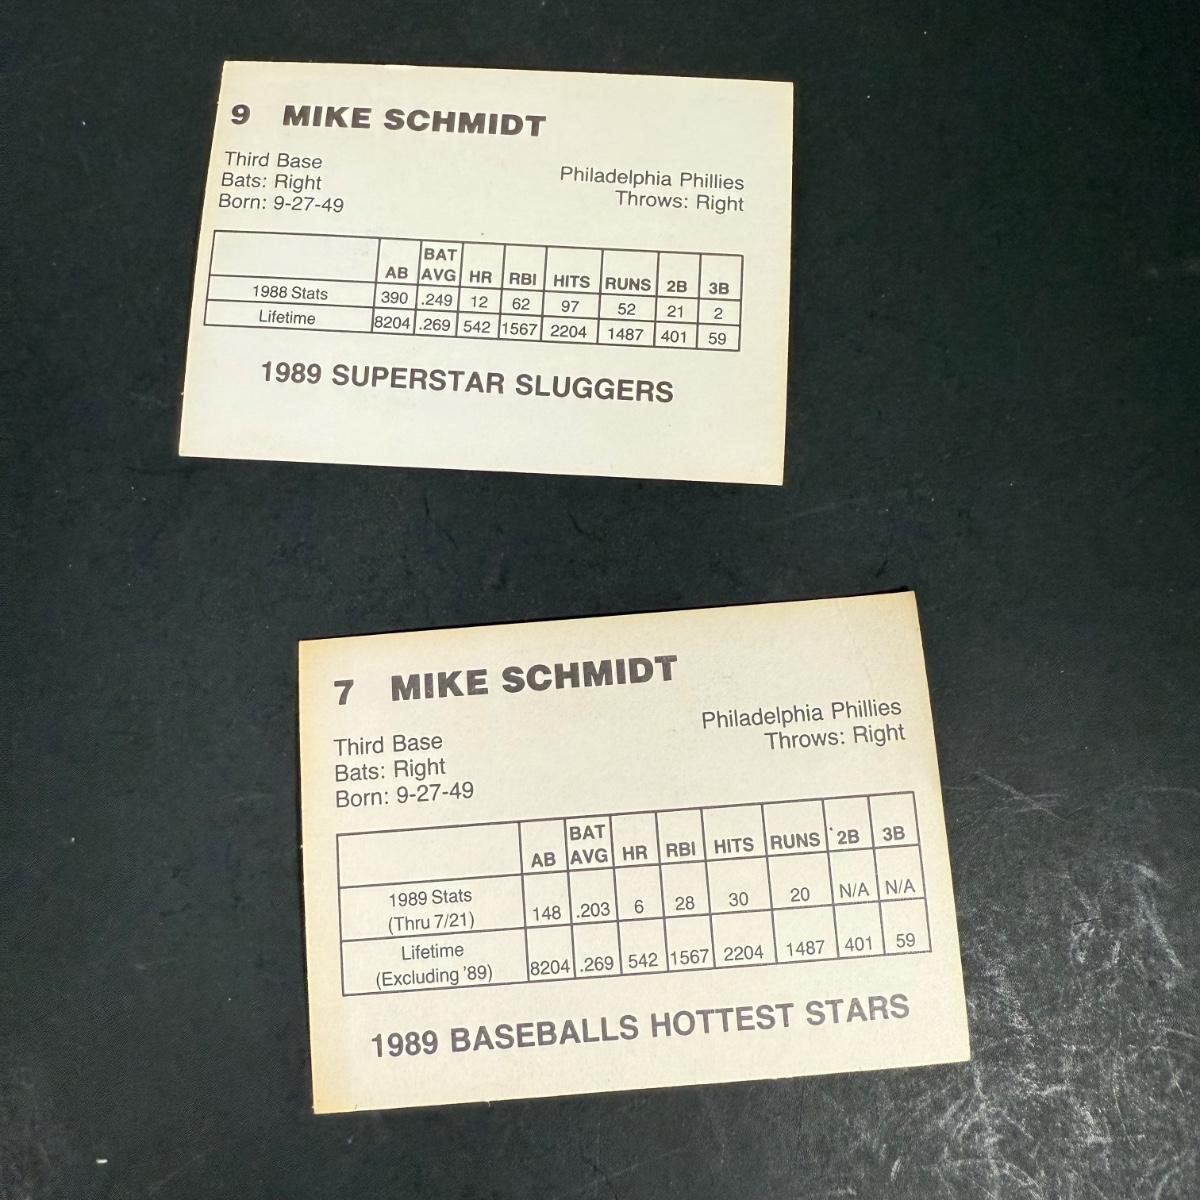 9 MIKE SCHMIDT
Third Base
Bats: Right
Born: 9-27-49
Philadelphia Phillies
Throws: Right
AB BAT AVG HR RBI HITS RUNS 2B 3B
1988 Stats 390 .249 12 62 97 52 21 2
Lifetime 8204 .269 542 1567 2204 1487 401 59
1989 SUPERSTAR SLUGGERS
7 MIKE SCHMIDT
Third Base
Bats: Right
Born: 9-27-49
Philadelphia Phillies
Throws: Right
AB BAT AVG HR RBI HITS RUNS 2B 3B
1989 Stats
(Thru 7/21) 148 .203 6 28 30 20 N/A N/A
Lifetime
(Excluding '89) 8204 .269 542 1567 2204 1487 401 59
1989 BASEBALLS HOTTEST STARS